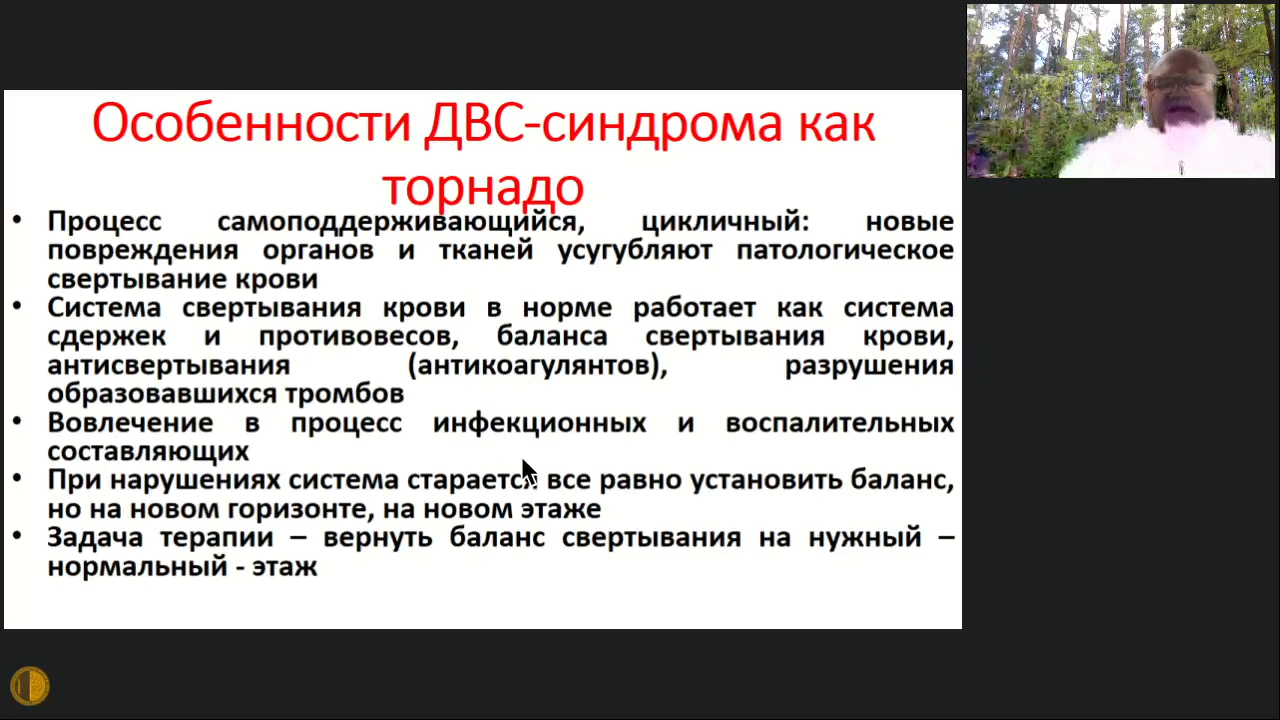 Особенности ДВС-синдрома как
торнадо
• Процесс самоподдерживающийся, цикличный: новые
повреждения органов и тканей усугубляют патологическое
свертывание крови
• Система свертывания крови в норме работает как система
сдержек и противовесов, баланса свертывания крови,
антисвертывания (антикоагулянтов), разрушения
образовавшихся тромбов
• Вовлечение в процесс инфекционных и воспалительных
составляющих
• При нарушениях система старается все равно установить баланс,
но на новом горизонте, на новом этаже
• Задача терапии – вернуть баланс свертывания на нужный –
нормальный - этаж